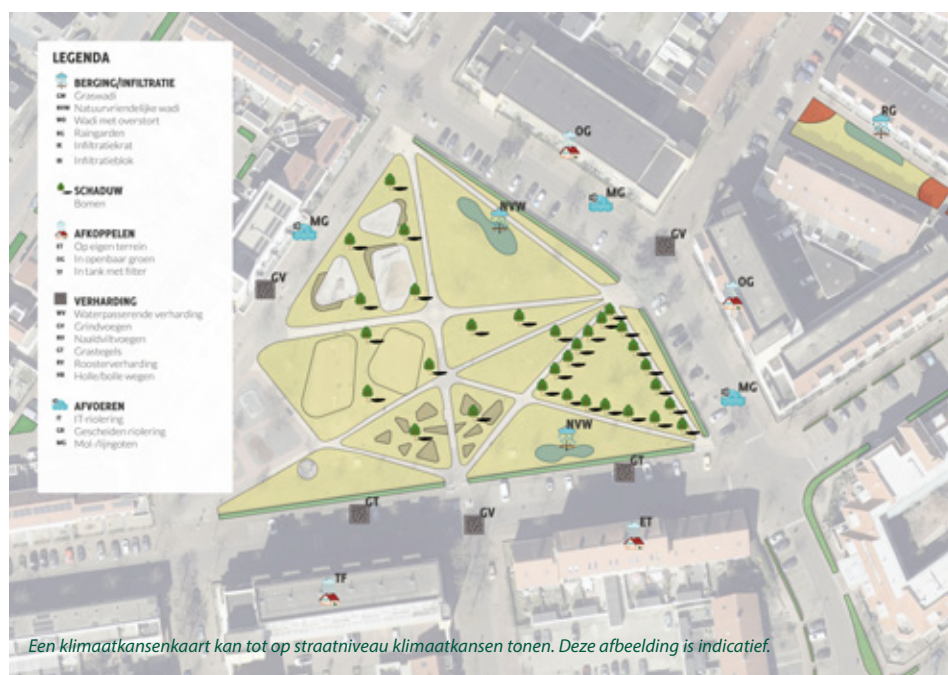 LEGENDA
BERGING/INFILTRATIE
GW Graswadi
NVW Natuurvriendelijke wadi
WO Wadi met overstort
RG Raingarden
IK Infiltratiekrat
IB Infiltratieblok
SCHADUW
Bomen
AFKOPPELEN
ET Op eigen terrein
OG In openbaar groen
TF In tank met filter
VERHARDING
WV Waterpasserende verharding
GV Grindvoegen
NV Naaldviltvoegen
GT Grastegels
RV Roosterverharding
HB Holle/bolle wegen
AFVOEREN
IT IT-riolering
GR Gescheiden riolering
MG Mol-/lijngoten
RG
OG
MG
NVW
MG
GV
GV
OG
MG
NVW
GT
GT
GV
ET
TF
Een klimaatkansenkaart kan tot op straatniveau klimaatkansen tonen. Deze afbeelding is indicatief.